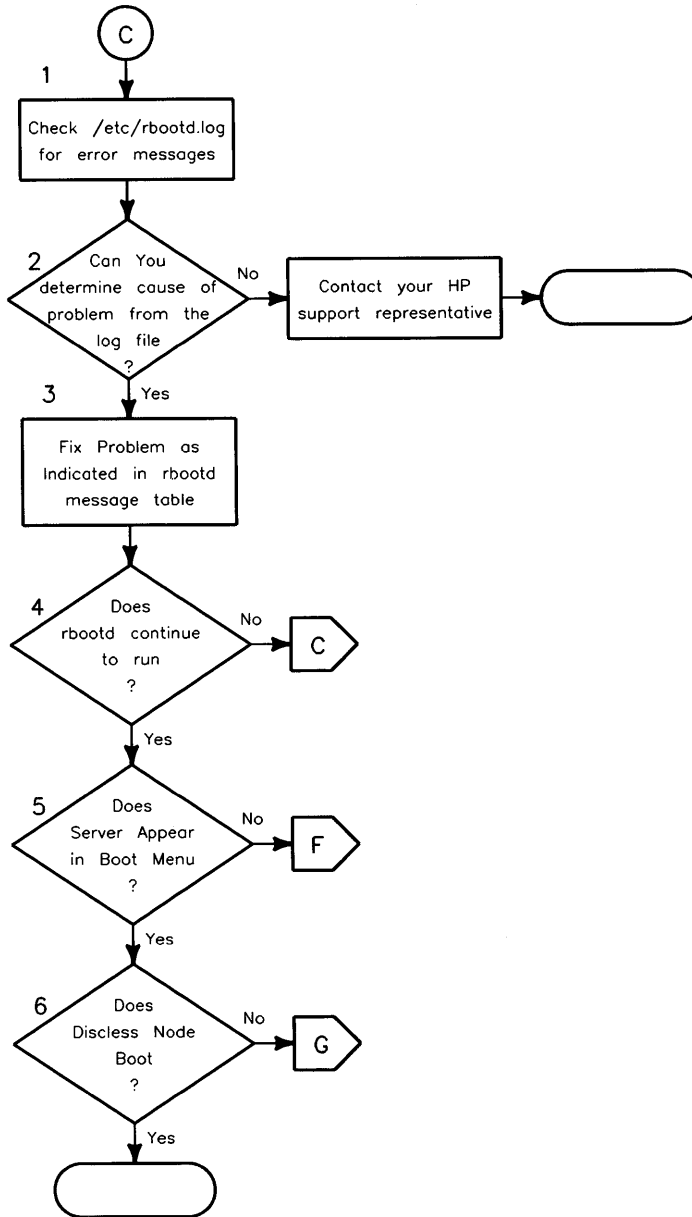 C
1
Check /etc/rbootd.log
for error messages
2
Can You
determine cause of
problem from the
log file
?
No
Contact your HP
support representative
Yes
3
Fix Problem as
Indicated in rbootd
message table
4
Does
rbootd continue
to run
?
No
C
Yes
5
Does
Server Appear
in Boot Menu
?
No
F
Yes
6
Does
Discless Node
Boot
?
No
G
Yes